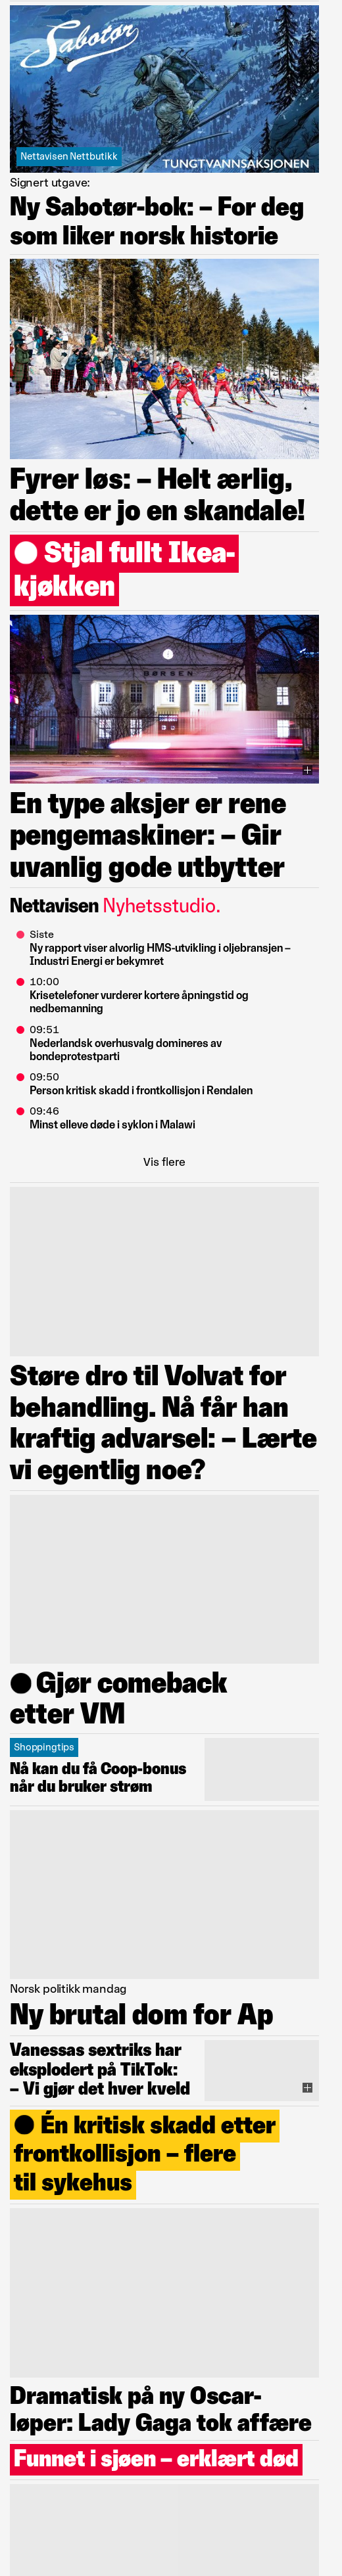 Sabotør
Nettavisen Nettbutikk
TUNGTVANNSAKSJONEN
Signert utgave:
Ny Sabotør-bok: – For deg
som liker norsk historie
Fyrer løs: – Helt ærlig,
dette er jo en skandale!
Stjal fullt Ikea-
kjøkken
BØRSEN
En type aksjer er rene
pengemaskiner: – Gir
uvanlig gode utbytter
Nettavisen Nyhetsstudio.
Siste
Ny rapport viser alvorlig HMS-utvikling i oljebransjen –
Industri Energi er bekymret
10:00
Krisetelefoner vurderer kortere åpningstid og
nedbemanning
09:51
Nederlandsk overhusvalg domineres av
bondeprotestparti
09:50
Person kritisk skadd i frontkollisjon i Rendalen
09:46
Minst elleve døde i syklon i Malawi
Vis flere
Støre dro til Volvat for
behandling. Nå får han
kraftig advarsel: – Lærte
vi egentlig noe?
Gjør comeback
etter VM
Shoppingtips
Nå kan du få Coop-bonus
når du bruker strøm
Norsk politikk mandag
Ny brutal dom for Ap
Vanessas sextriks har
eksplodert på TikTok:
– Vi gjør det hver kveld
Én kritisk skadd etter
frontkollisjon – flere
til sykehus
Dramatisk på ny Oscar-
løper: Lady Gaga tok affære
Funnet i sjøen – erklært død